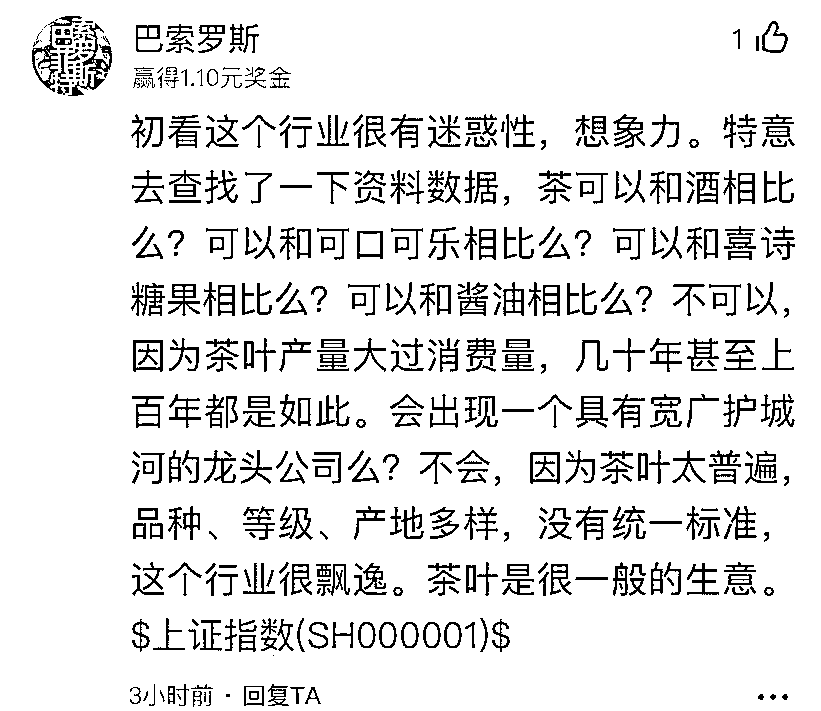 巴索罗斯
1
赢得1.10元奖金
初看这个行业很有迷惑性，想象力。特意
去查找了一下资料数据，茶可以和酒相比
么？可以和可口可乐相比么？可以和喜诗
糖果相比么？可以和酱油相比么？不可以，
因为茶叶产量大过消费量，几十年甚至上
百年都是如此。会出现一个具有宽广护城
河的龙头公司么？不会，因为茶叶太普遍，
品种、等级、产地多样，没有统一标准，
这个行业很飘逸。茶叶是很一般的生意。
$上证指数(SH000001)$
3小时前 · 回复TA